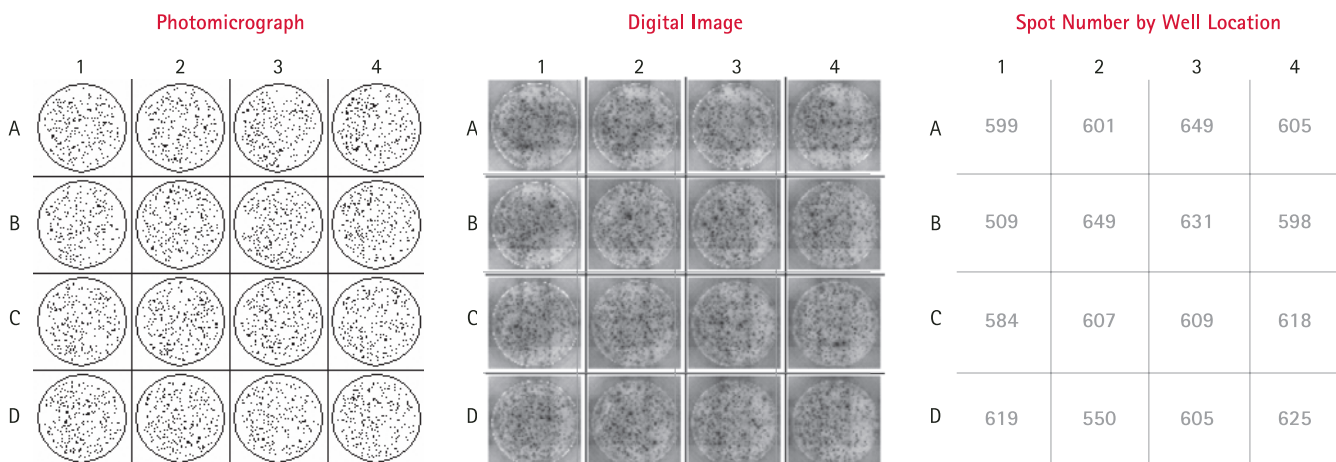 Photomicrograph Digital Image Spot Number by Well Location
1 2 3 4 1 2 3 4 1 2 3 4
A A A 599 601 649 605
B B B 509 649 631 598
C C C 584 607 609 618
D D D 619 550 605 625